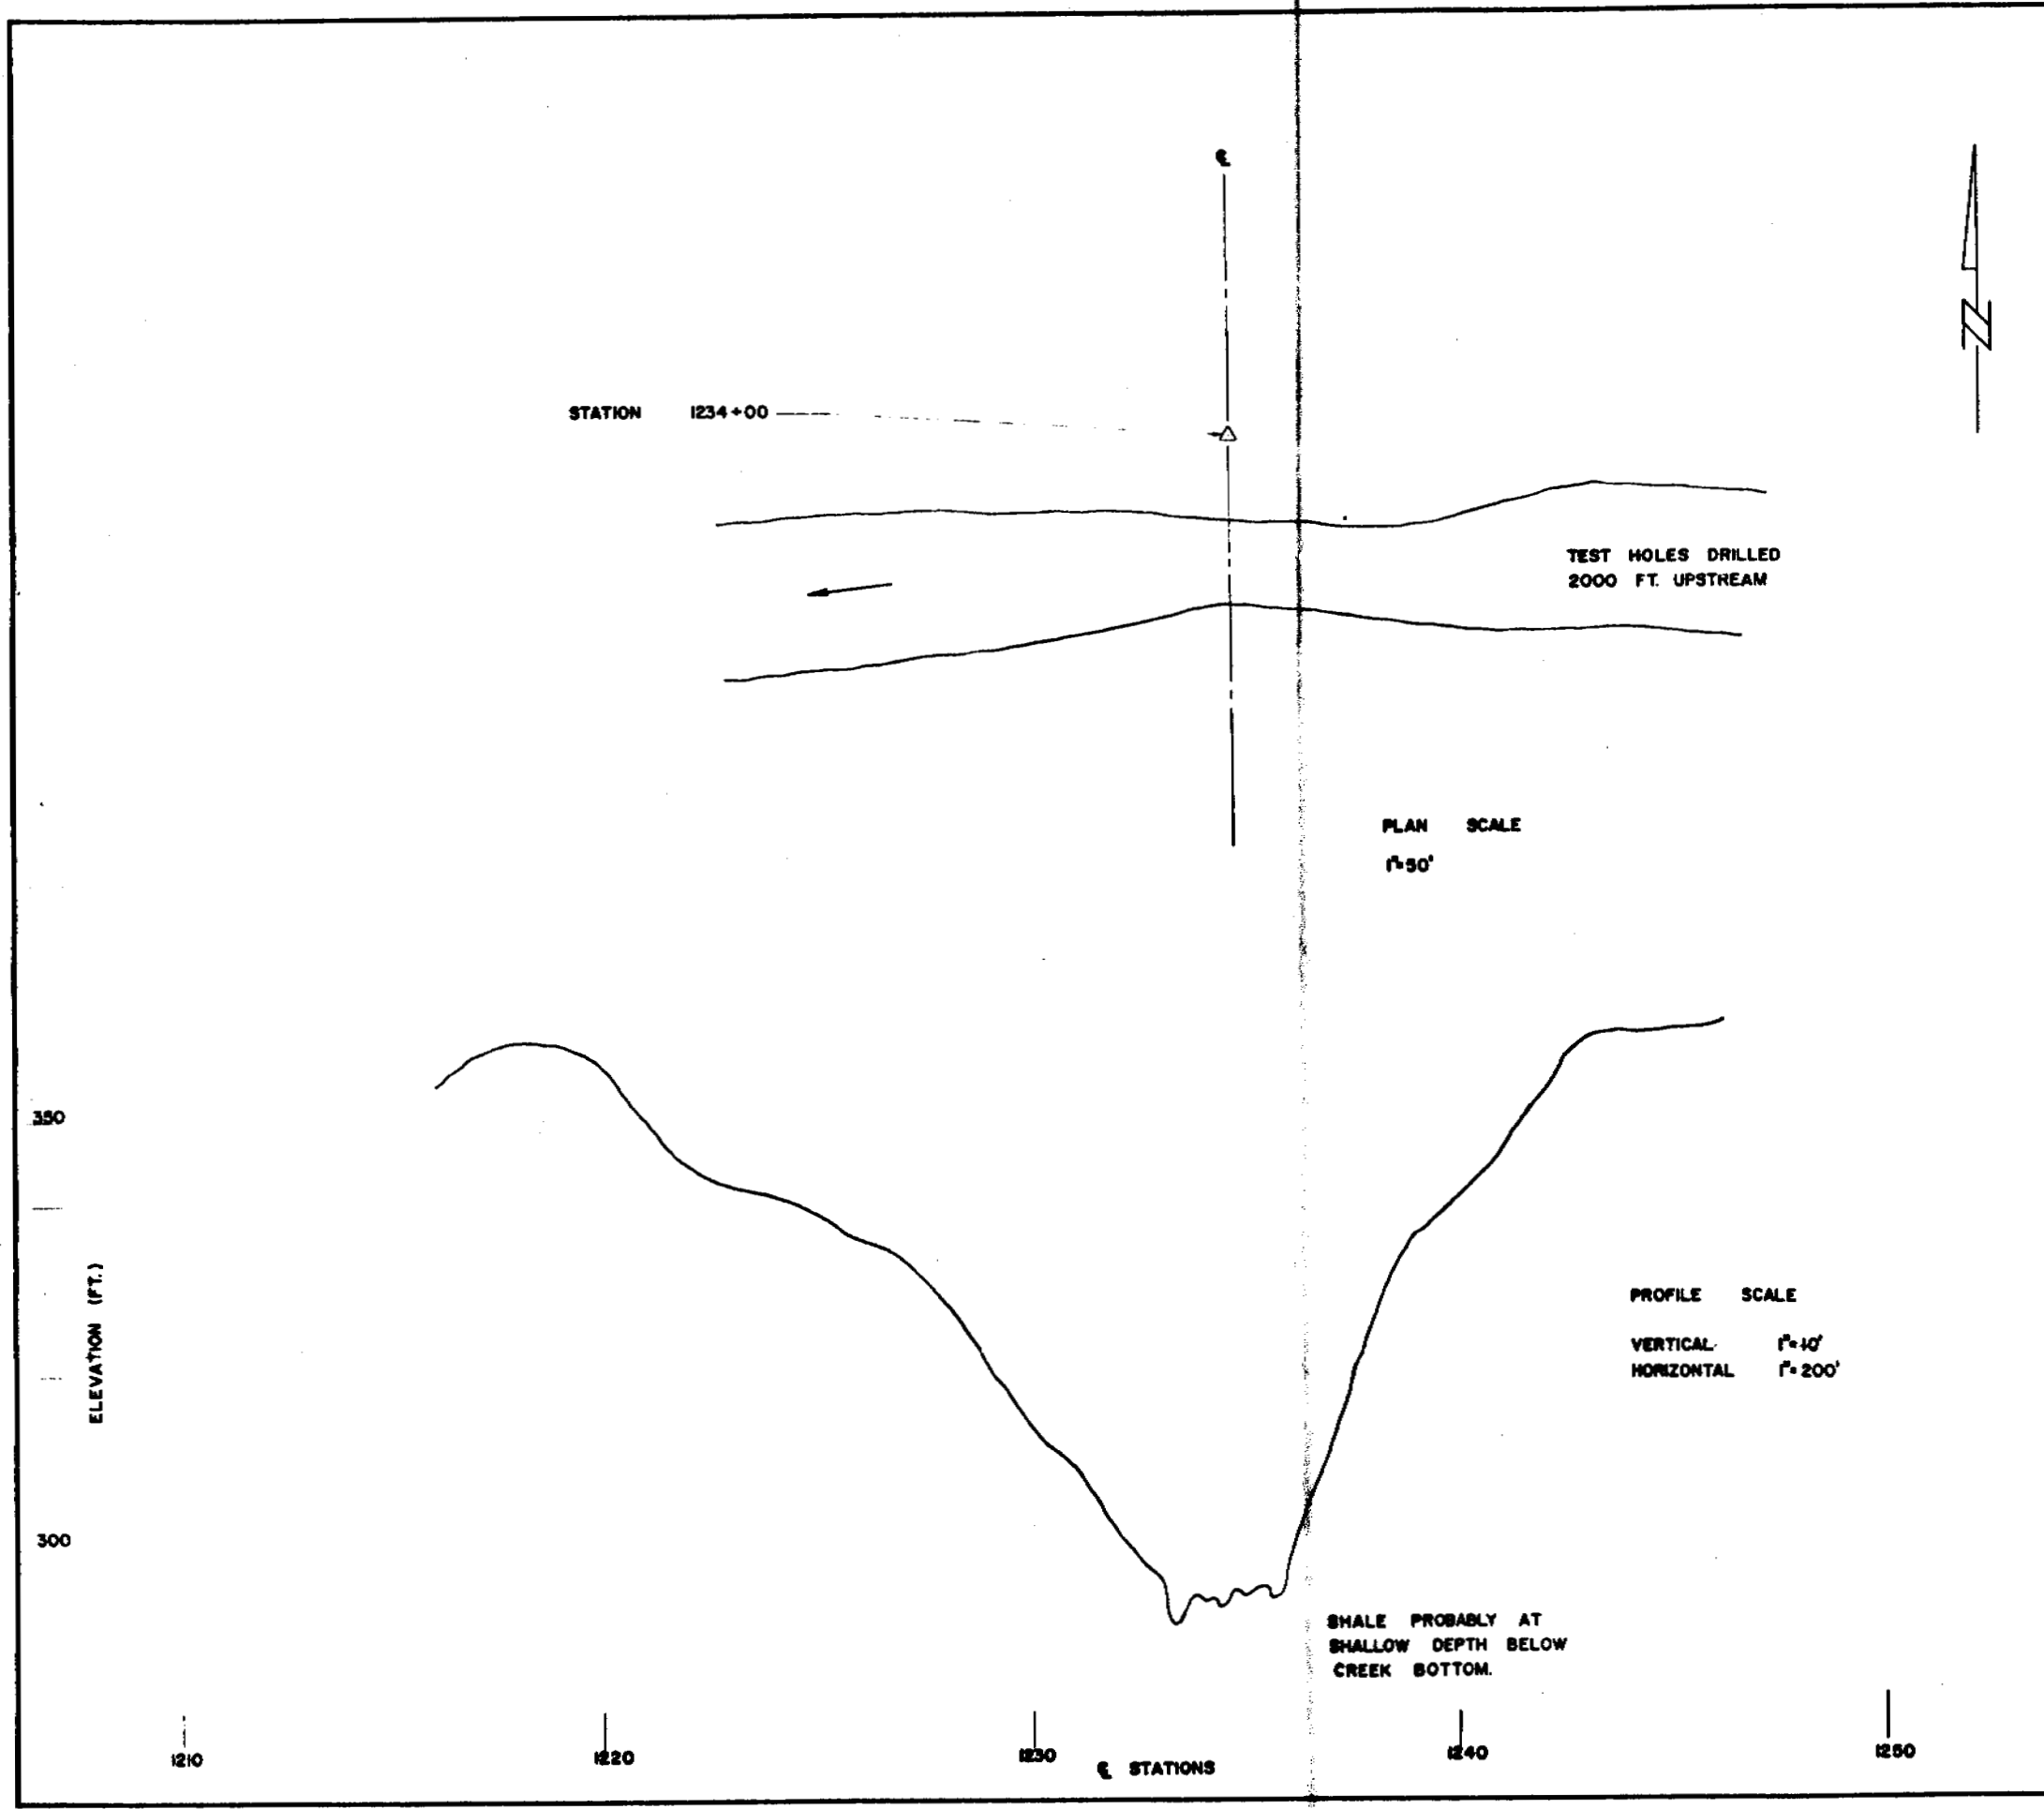 ℄
N
STATION 1234+00
TEST HOLES DRILLED
2000 FT. UPSTREAM
PLAN SCALE
1"=50'
350
ELEVATION (FT.)
PROFILE SCALE
VERTICAL 1"=10'
HORIZONTAL 1"=200'
300
SHALE PROBABLY AT
SHALLOW DEPTH BELOW
CREEK BOTTOM.
1210
1220
1230
1240
1250
℄ STATIONS